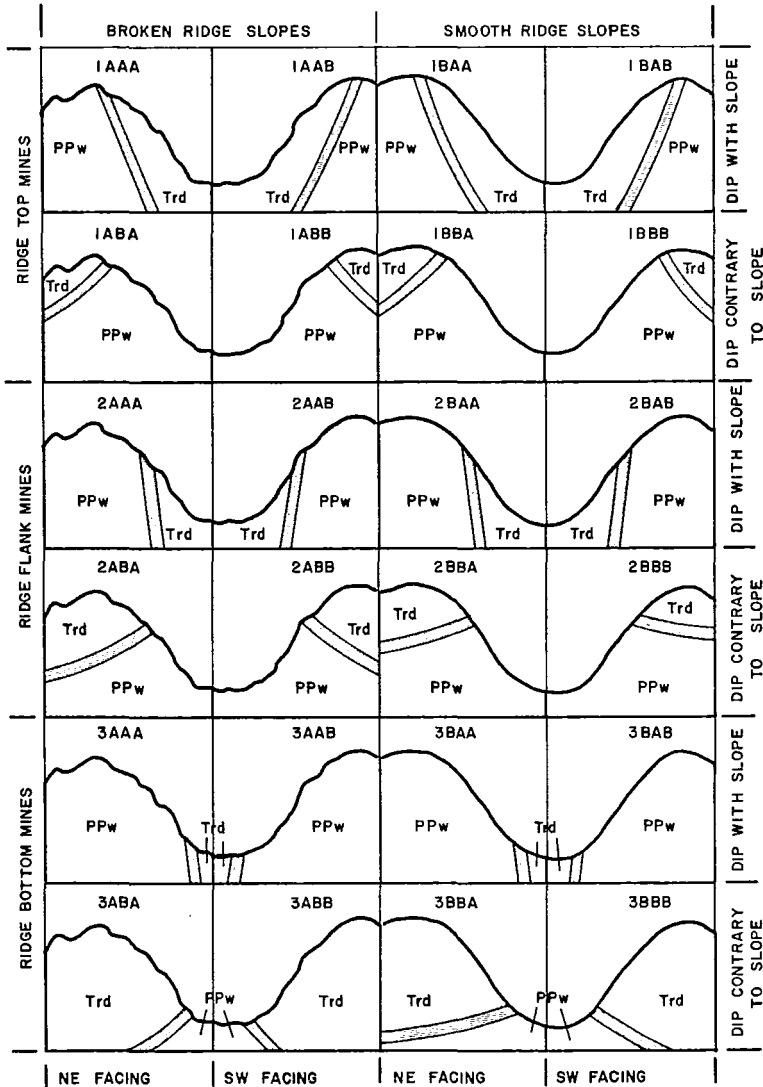 BROKEN RIDGE SLOPES SMOOTH RIDGE SLOPES
RIDGE TOP MINES
1AAA 1AAB 1BAA 1BAB
PPw PPw PPw PPw
Trd Trd Trd Trd
DIP WITH SLOPE
1ABA 1ABB 1BBA 1BBB
Trd Trd Trd Trd
PPw PPw PPw PPw
DIP CONTRARY
TO SLOPE
RIDGE FLANK MINES
2AAA 2AAB 2BAA 2BAB
PPw PPw PPw PPw
Trd Trd Trd Trd
DIP WITH SLOPE
2ABA 2ABB 2BBA 2BBB
Trd Trd Trd Trd
PPw PPw PPw PPw
DIP CONTRARY
TO SLOPE
RIDGE BOTTOM MINES
3AAA 3AAB 3BAA 3BAB
PPw Trd PPw PPw Trd PPw
DIP WITH SLOPE
3ABA 3ABB 3BBA 3BBB
Trd PPw Trd Trd PPw Trd
DIP CONTRARY
TO SLOPE
NE FACING SW FACING NE FACING SW FACING